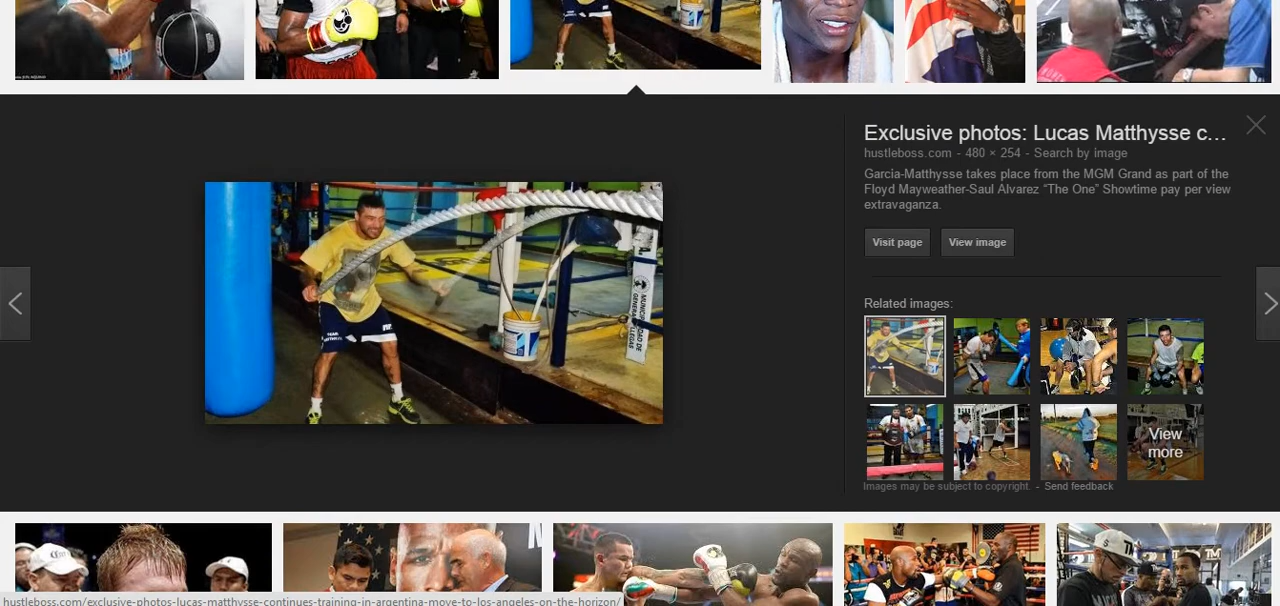 Exclusive photos: Lucas Matthysse c...
hustleboss.com - 480 × 254 - Search by image
Garcia-Matthysse takes place from the MGM Grand as part of the
Floyd Mayweather-Saul Alvarez “The One” Showtime pay per view
extravaganza.
Visit page
View image
MUNICIPALIDAD DE
GENERAL
Related images:
View
more
Images may be subject to copyright. - Send feedback
hustleboss.com/exclusive-photos-lucas-matthysse-continues-training-in-argentina-move-to-los-angeles-on-the-horizon/